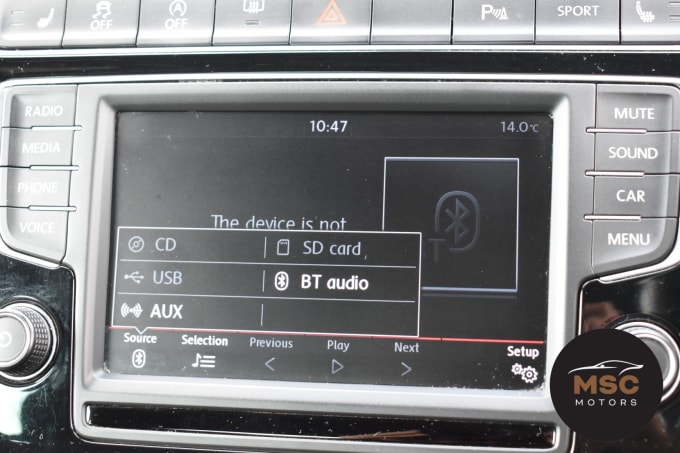 OFF
P
SPORT
RADIO
MEDIA
PHONE
VOICE
10:47
14.0°C
MUTE
SOUND
CAR
MENU
The device is not
T
CD
SD card
USB
BT audio
AUX
Source
Selection
Previous
Play
Next
Setup
MSC
MOTORS